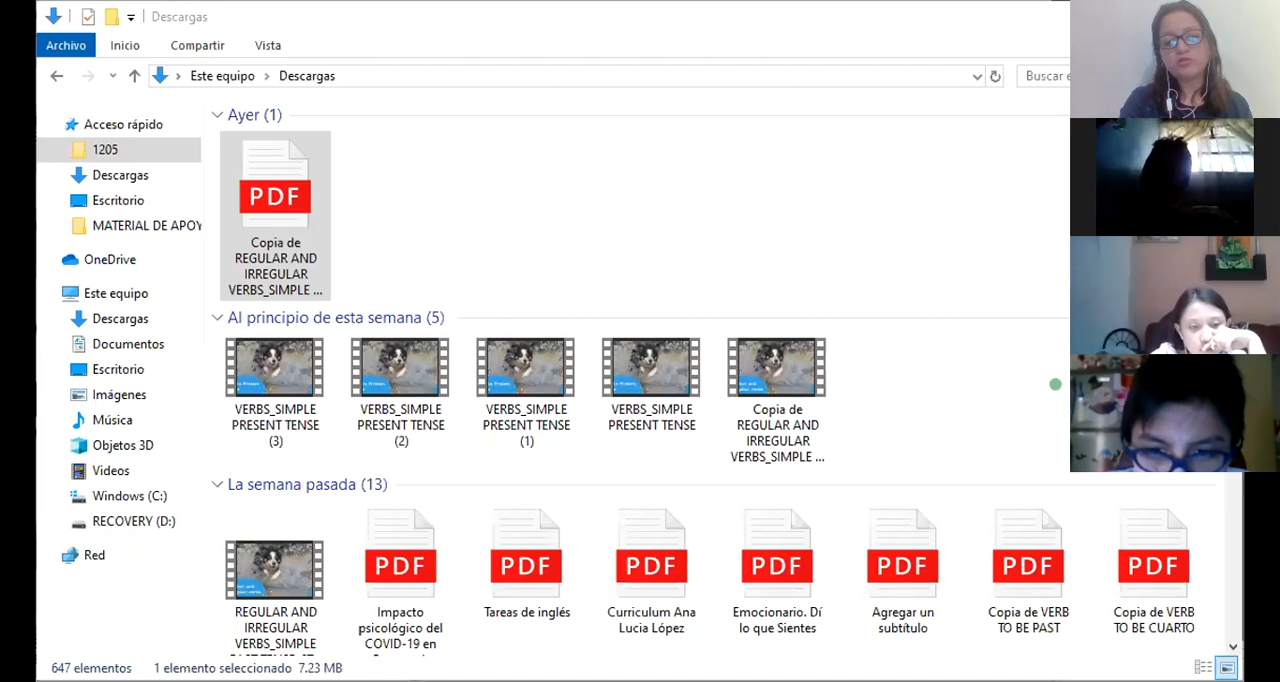 Descargas
Archivo Inicio Compartir Vista
Este equipo > Descargas
Buscar e
Acceso rápido
1205
Descargas
Escritorio
MATERIAL DE APOY
OneDrive
Este equipo
Descargas
Documentos
Escritorio
Imágenes
Música
Objetos 3D
Videos
Windows (C:)
RECOVERY (D:)
Red
Ayer (1)
PDF
Copia de
REGULAR AND
IRREGULAR
VERBS_SIMPLE ...
Al principio de esta semana (5)
VERBS_SIMPLE
PRESENT TENSE
(3)
VERBS_SIMPLE
PRESENT TENSE
(2)
VERBS_SIMPLE
PRESENT TENSE
(1)
VERBS_SIMPLE
PRESENT TENSE
Copia de
REGULAR AND
IRREGULAR
VERBS_SIMPLE ...
La semana pasada (13)
REGULAR AND
IRREGULAR
VERBS_SIMPLE
PDF
Impacto
psicológico del
COVID-19 en
PDF
Tareas de inglés
PDF
Curriculum Ana
Lucia López
PDF
Emocionario. Dí
lo que Sientes
PDF
Agregar un
subtítulo
PDF
Copia de VERB
TO BE PAST
PDF
Copia de VERB
TO BE CUARTO
647 elementos 1 elemento seleccionado 7.23 MB